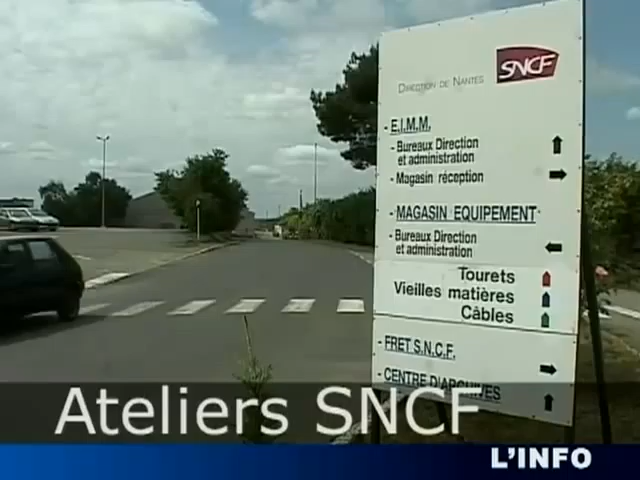 SNCF
DIRECTION DE NANTES
- E.I.M.M.
- Bureaux Direction
et administration
- Magasin réception
- MAGASIN EQUIPEMENT
- Bureaux Direction
et administration
Tourets
Vieilles matières
Câbles
- FRET S.N.C.F.
- CENTRE D'ARCHIVES
Ateliers SNCF
L'INFO